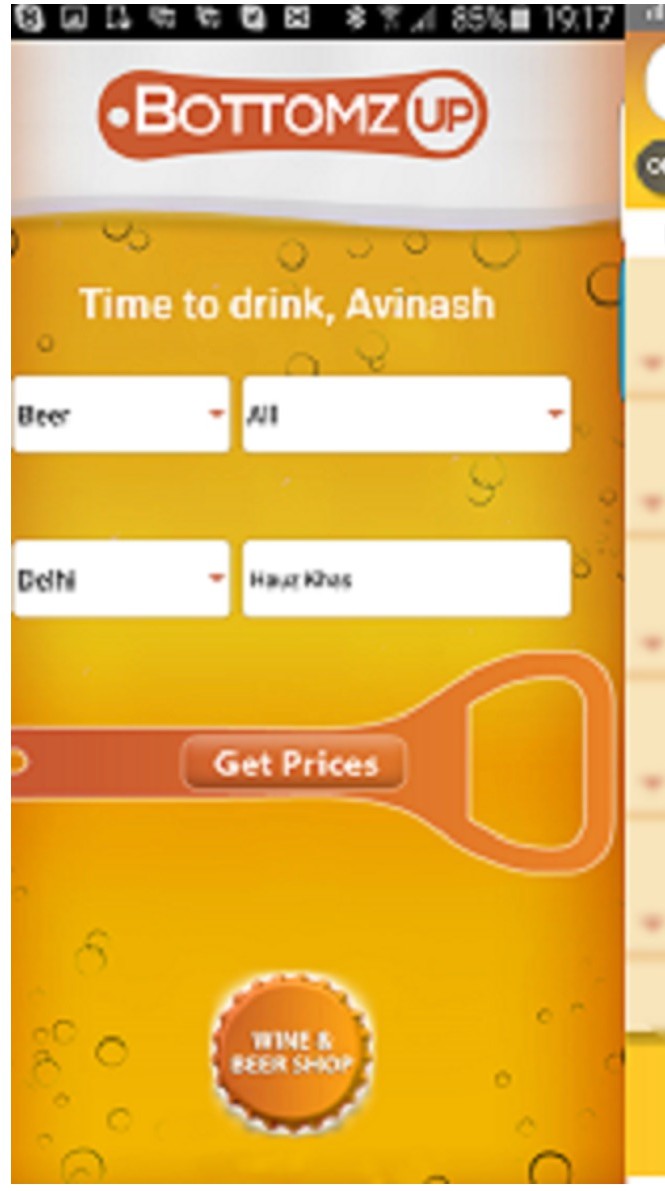 85% 19:17
BOTTOMZ UP
Time to drink, Avinash
Beer
All
Delhi
Hauz Khas
Get Prices
WINE &
BEER SHOP